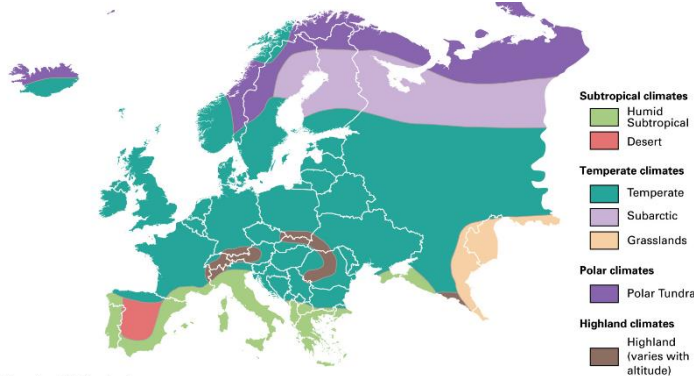 Subtropical climates
Humid
Subtropical
Desert
Temperate climates
Temperate
Subarctic
Grasslands
Polar climates
Polar Tundra
Highland climates
Highland
(varies with
altitude)